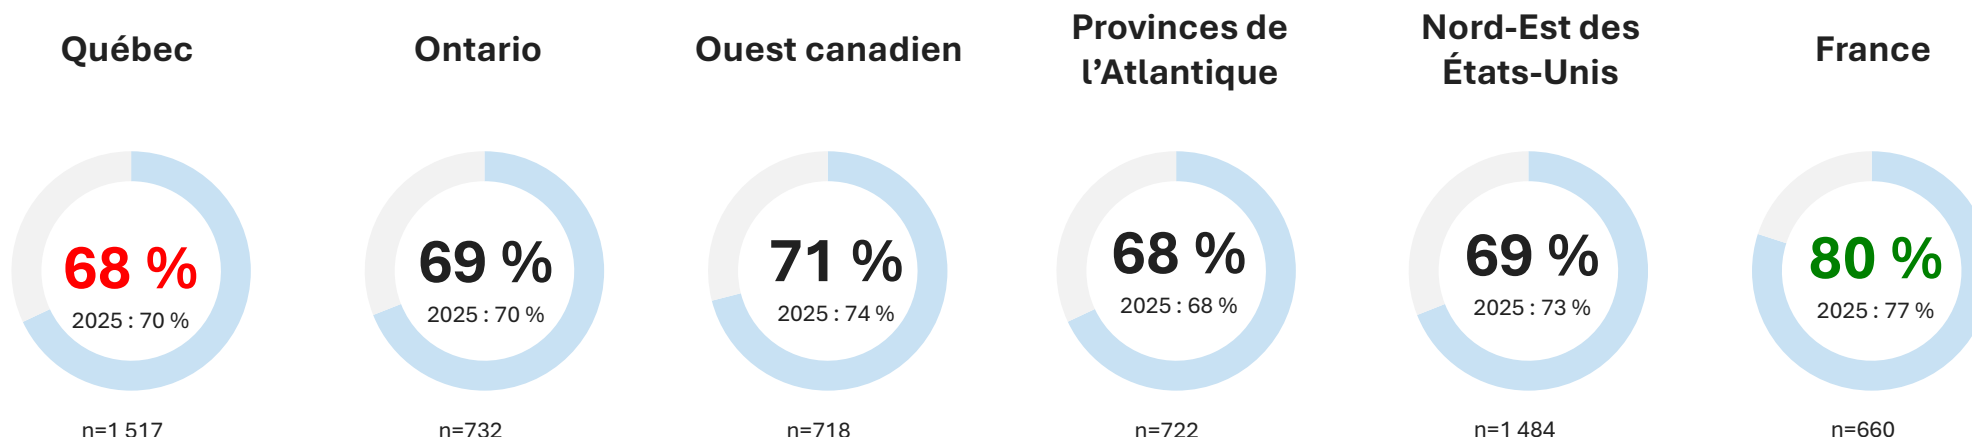 Québec
68 %
2025 : 70 %
n=1 517
Ontario
69 %
2025 : 70 %
n=732
Ouest canadien
71 %
2025 : 74 %
n=718
Provinces de
l’Atlantique
68 %
2025 : 68 %
n=722
Nord-Est des
États-Unis
69 %
2025 : 73 %
n=1 484
France
80 %
2025 : 77 %
n=660